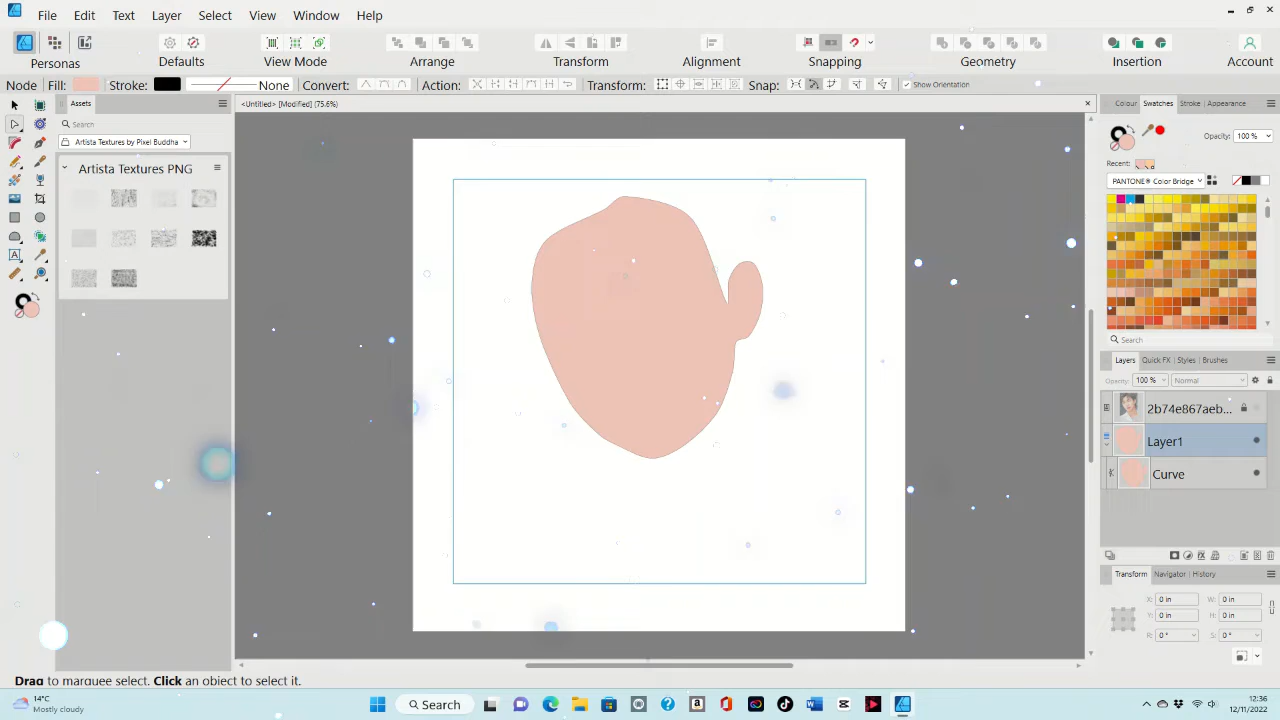 File Edit Text Layer Select View Window Help
Personas Defaults View Mode Arrange Transform Alignment Snapping Geometry Insertion Account
Node Fill: Stroke: None Convert: Action: Transform: Snap: Show Orientation
Assets
<Untitled> [Modified] (75.6%)
Colour Swatches Stroke Appearance
Search
Artista Textures by Pixel Buddha
Artista Textures PNG
Opacity: 100 %
Recent:
PANTONE® Color Bridge
Search
Layers Quick FX Styles Brushes
Opacity: 100 % Normal
2b74e867aeb...
Layer1
Curve
Transform Navigator History
X: 0 in W: 0 in
Y: 0 in H: 0 in
R: 0 ° S: 0 °
Drag to marquee select. Click an object to select it.
14°C
Mostly cloudy
Search
12:36
12/11/2022